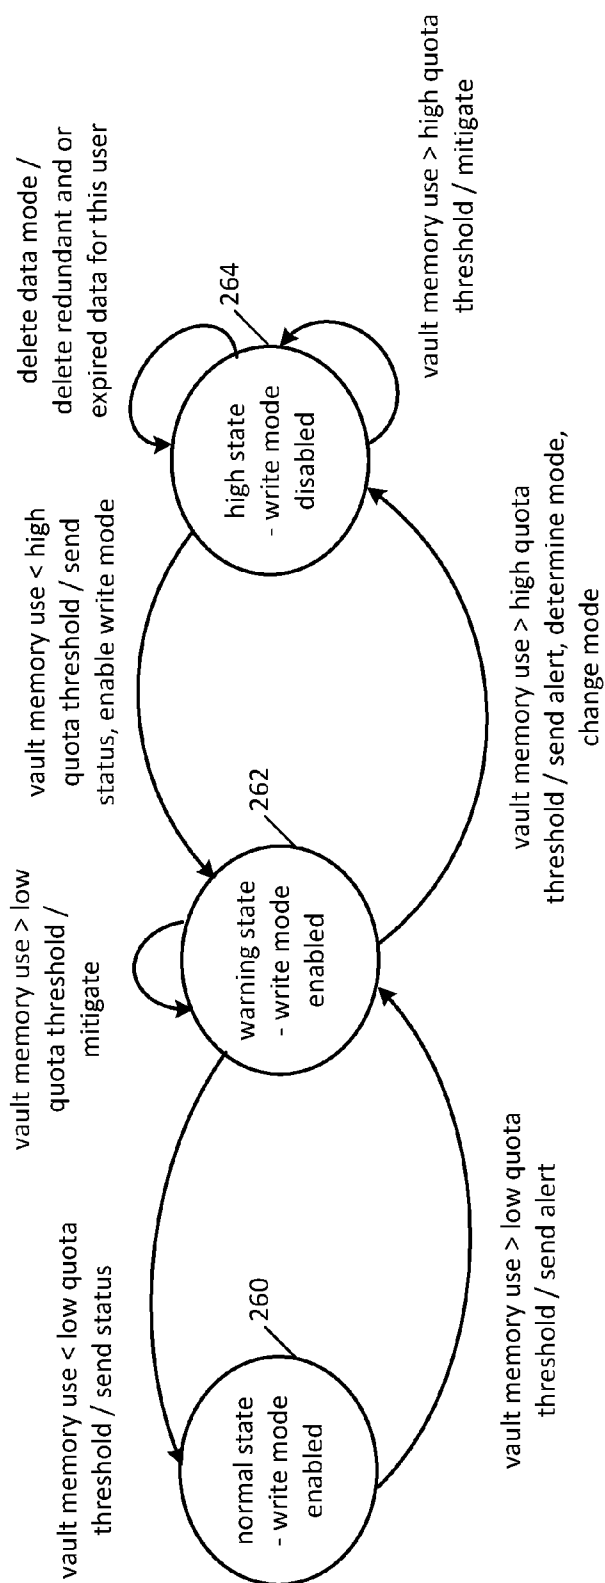 vault memory use < low quota
threshold / send status
vault memory use > low
quota threshold /
mitigate
vault memory use < high
quota threshold / send
status, enable write mode
delete data mode /
delete redundant and or
expired data for this user
normal state
- write mode
enabled
260
warning state
- write mode
enabled
262
high state
- write mode
disabled
264
vault memory use > low quota
threshold / send alert
vault memory use > high quota
threshold / send alert, determine mode,
change mode
vault memory use > high quota
threshold / mitigate